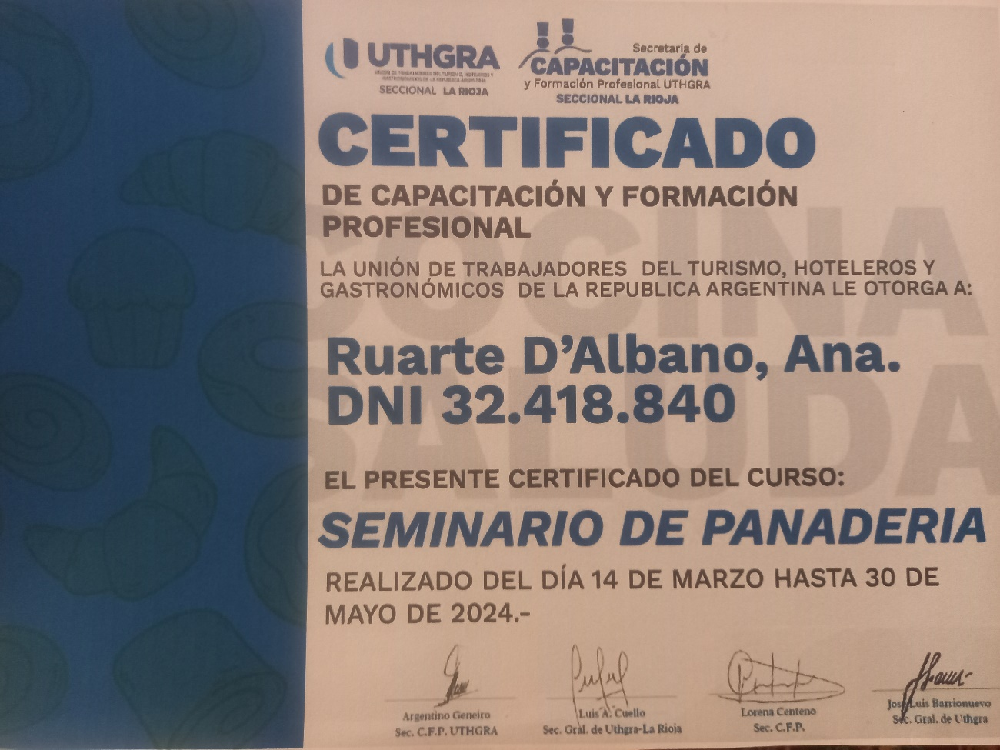 UTHGRA
UNIÓN DE TRABAJADORES DEL TURISMO, HOTELEROS Y
GASTRONÓMICOS DE LA REPUBLICA ARGENTINA
SECCIONAL LA RIOJA
Secretaría de
CAPACITACIÓN
y Formación Profesional UTHGRA
SECCIONAL LA RIOJA
CERTIFICADO
DE CAPACITACIÓN Y FORMACIÓN
PROFESIONAL
COCINA
SALUDA
LA UNIÓN DE TRABAJADORES DEL TURISMO, HOTELEROS Y
GASTRONÓMICOS DE LA REPUBLICA ARGENTINA LE OTORGA A:
Ruarte D’Albano, Ana.
DNI 32.418.840
EL PRESENTE CERTIFICADO DEL CURSO:
SEMINARIO DE PANADERIA
REALIZADO DEL DÍA 14 DE MARZO HASTA 30 DE
MAYO DE 2024.-
Argentino Geneiro
Sec. C.F.P. UTHGRA
Luis A. Cuello
Sec. Gral. de Uthgra-La Rioja
Lorena Centeno
Sec. C.F.P.
José Luis Barrionuevo
Sec. Gral. de Uthgra